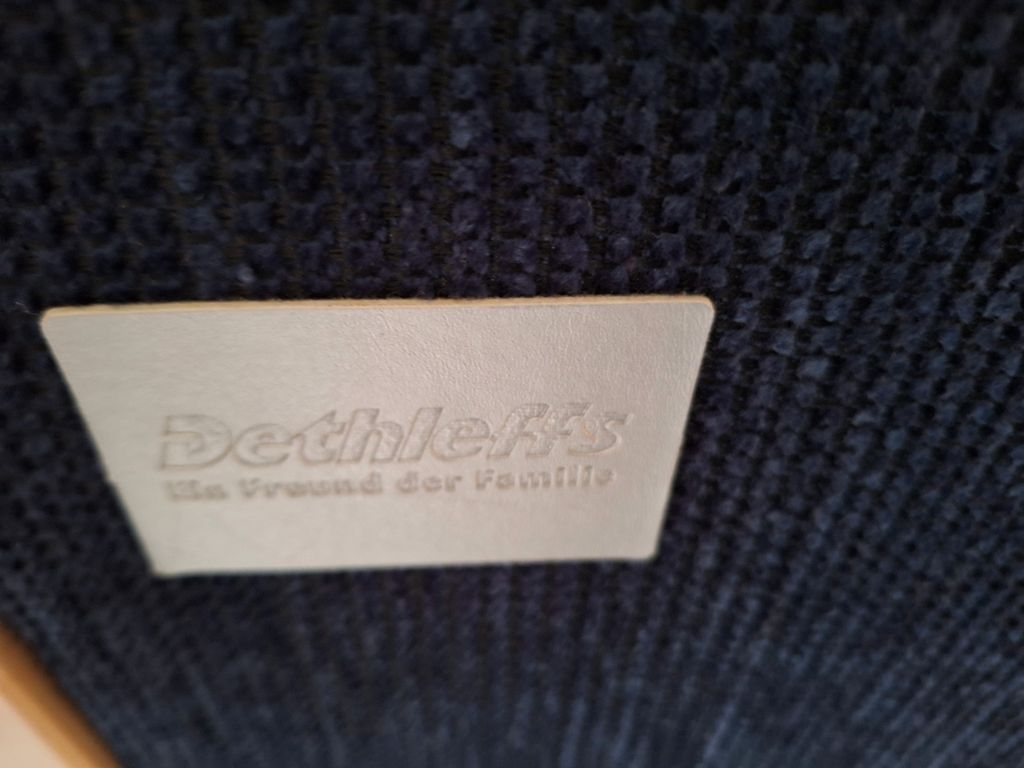 Dethleffs
Ein Freund der Familie